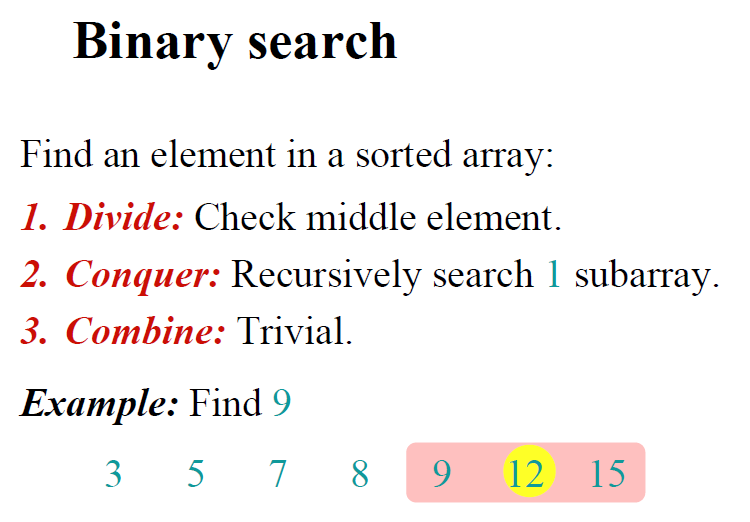 Binary search
Find an element in a sorted array:
1. Divide: Check middle element.
2. Conquer: Recursively search 1 subarray.
3. Combine: Trivial.
Example: Find 9
3 5 7 8 9 12 15